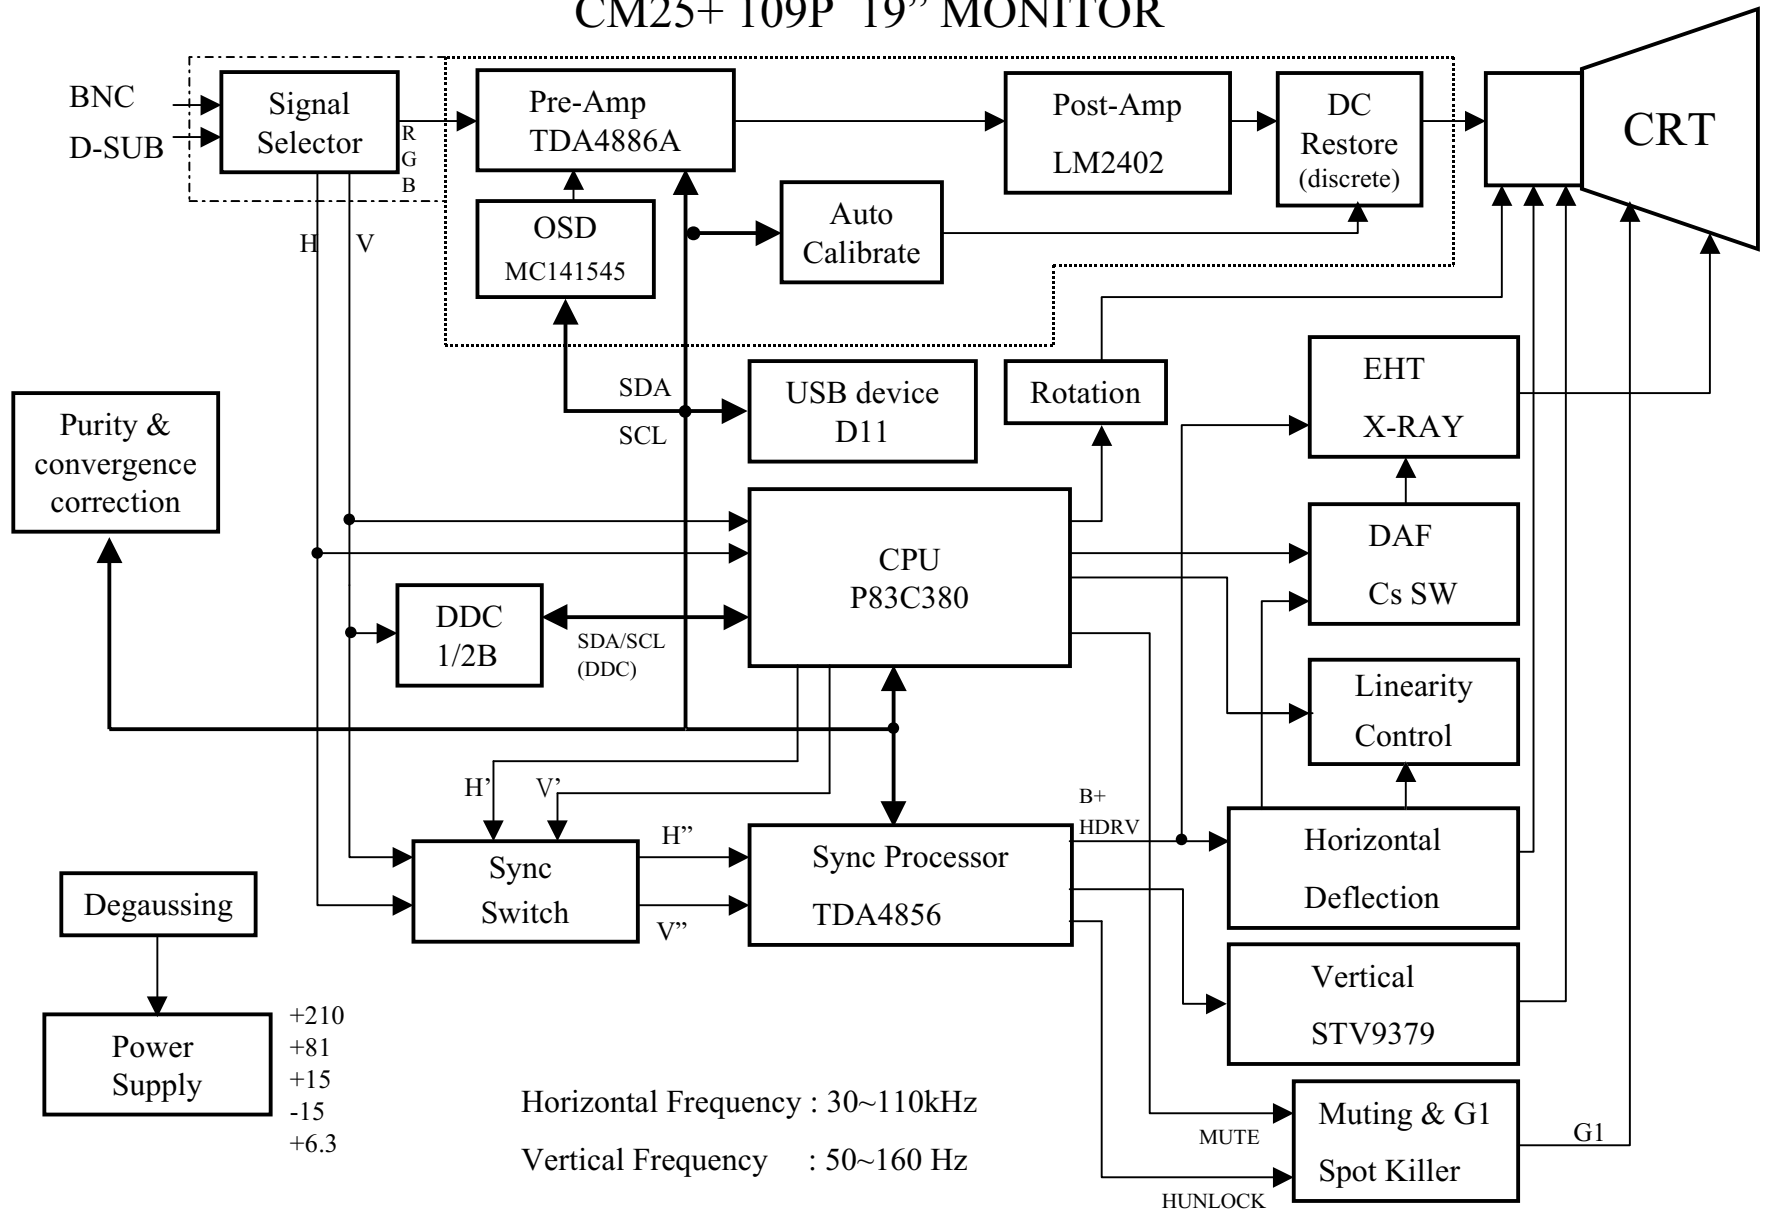 CM25+ 109P 19” MONITOR
BNC
D-SUB
Signal
Selector
R
G
B
Pre-Amp
TDA4886A
Post-Amp
LM2402
DC
Restore
(discrete)
CRT
H
V
OSD
MC141545
Auto
Calibrate
SDA
SCL
USB device
D11
Rotation
EHT
X-RAY
Purity &
convergence
correction
CPU
P83C380
DAF
Cs SW
DDC
1/2B
SDA/SCL
(DDC)
Linearity
Control
H’
V’
B+
HDRV
H”
V”
Sync
Switch
Sync Processor
TDA4856
Horizontal
Deflection
Degaussing
Vertical
STV9379
Power
Supply
+210
+81
+15
-15
+6.3
Horizontal Frequency : 30~110kHz
Vertical Frequency : 50~160 Hz
MUTE
HUNLOCK
Muting & G1
Spot Killer
G1